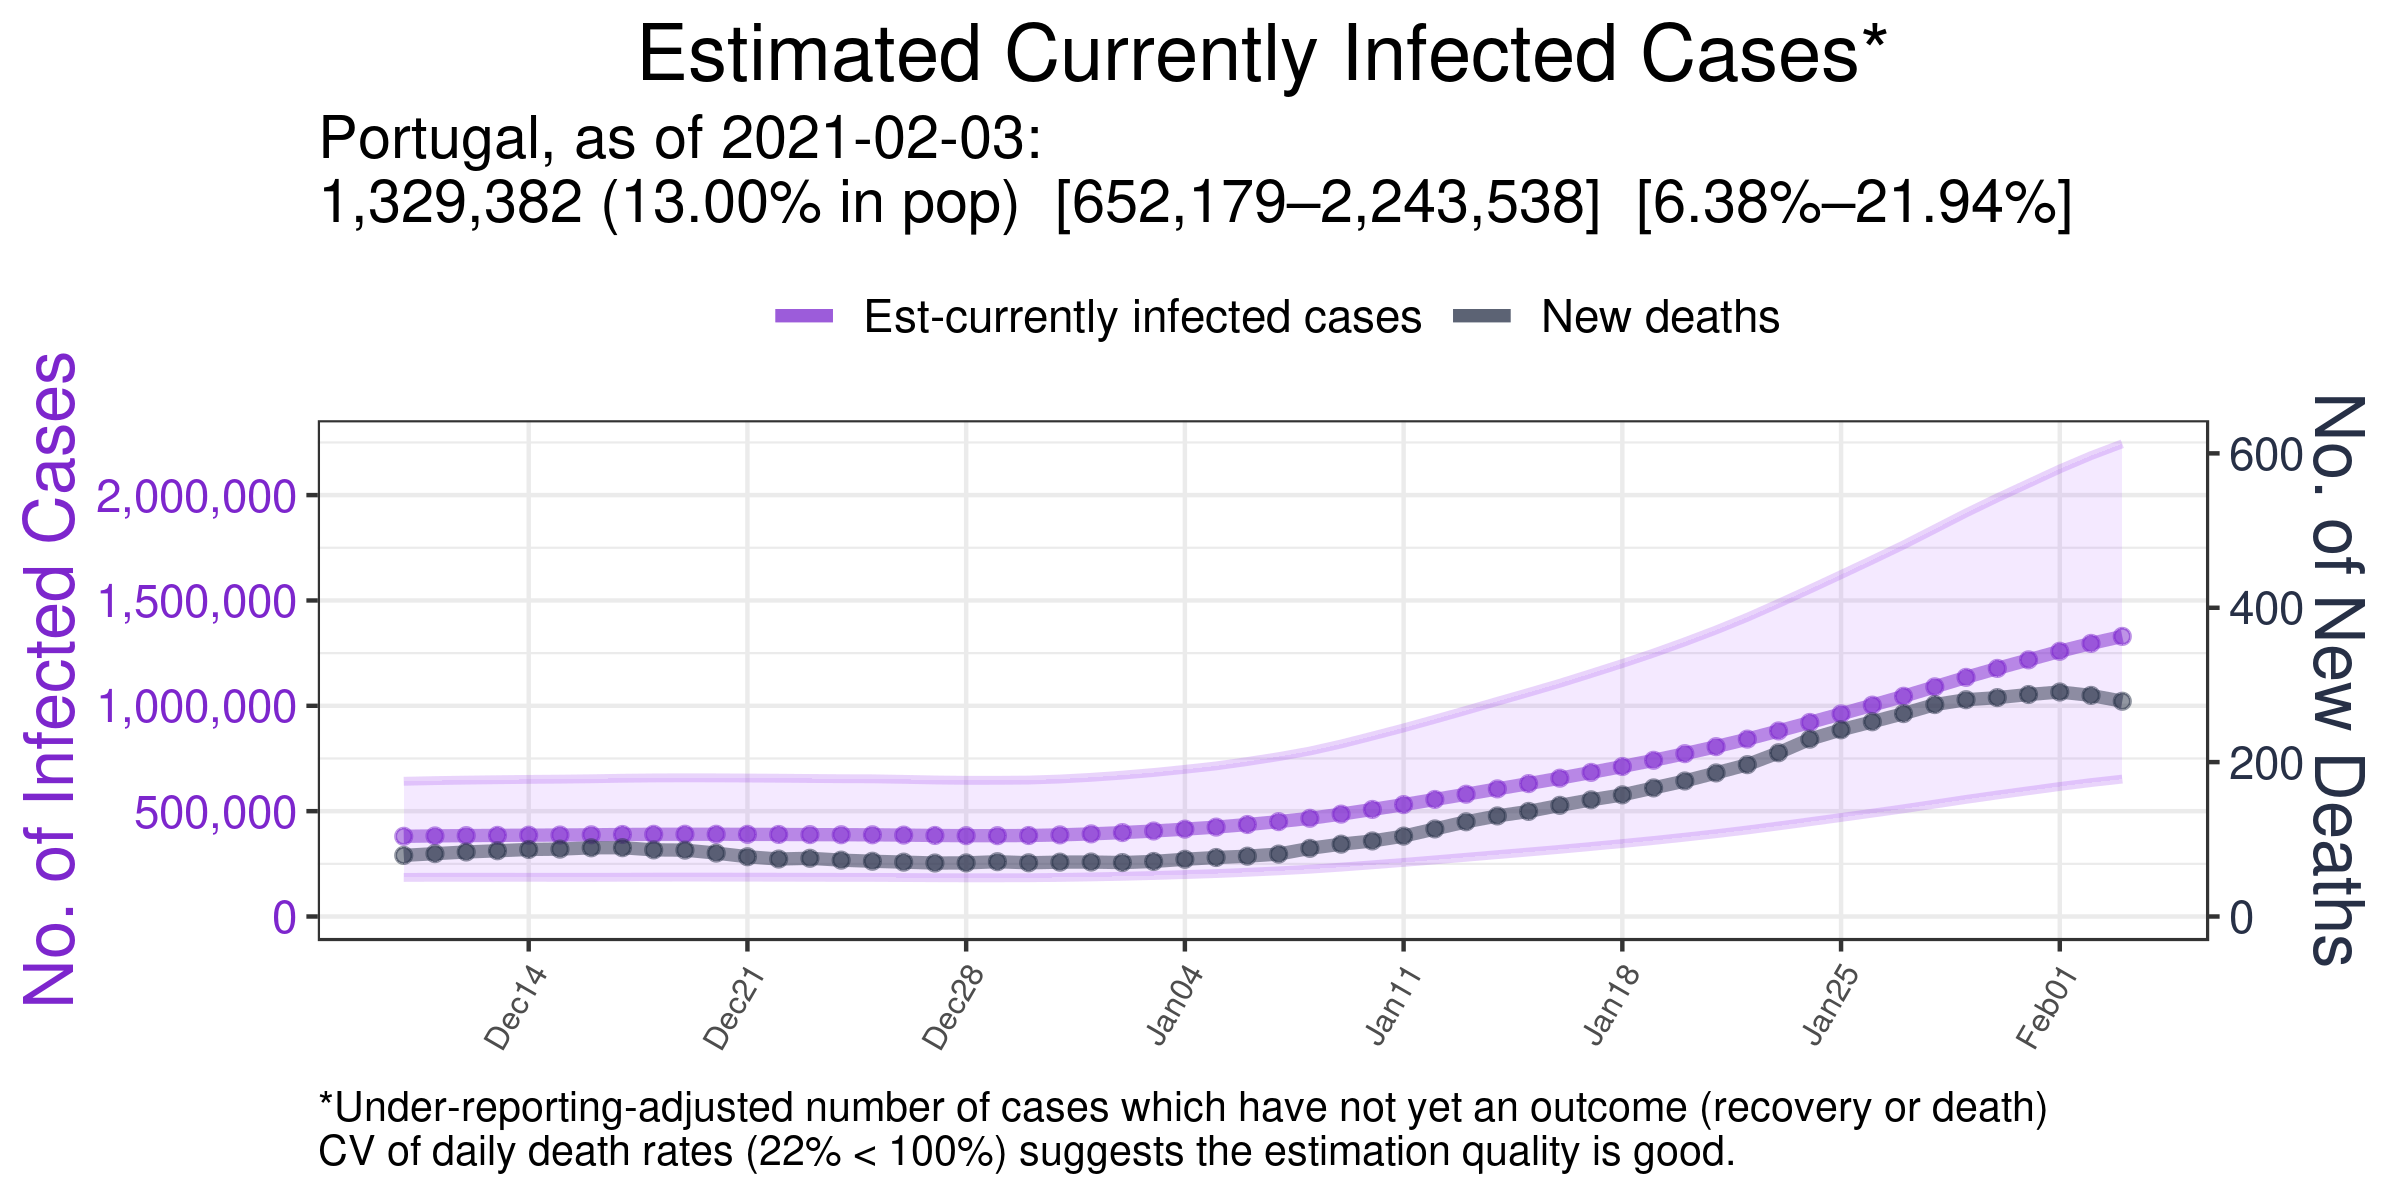 Estimated Currently Infected Cases*
Portugal, as of 2021-02-03:
1,329,382 (13.00% in pop) [652,179–2,243,538] [6.38%–21.94%]
Est-currently infected cases New deaths
No. of Infected Cases
2,000,000
1,500,000
1,000,000
500,000
0
600
400
200
0
No. of New Deaths
Dec14 Dec21 Dec28 Jan04 Jan11 Jan18 Jan25 Feb01
*Under-reporting-adjusted number of cases which have not yet an outcome (recovery or death)
CV of daily death rates (22% < 100%) suggests the estimation quality is good.